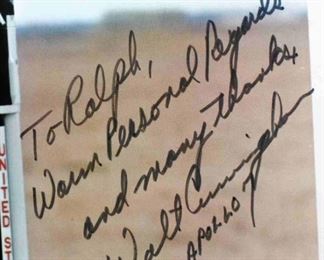 To Ralph,
Warm Personal Regards
and many thanks
Walt Cunningham
APOLLO 7
UNITED ST